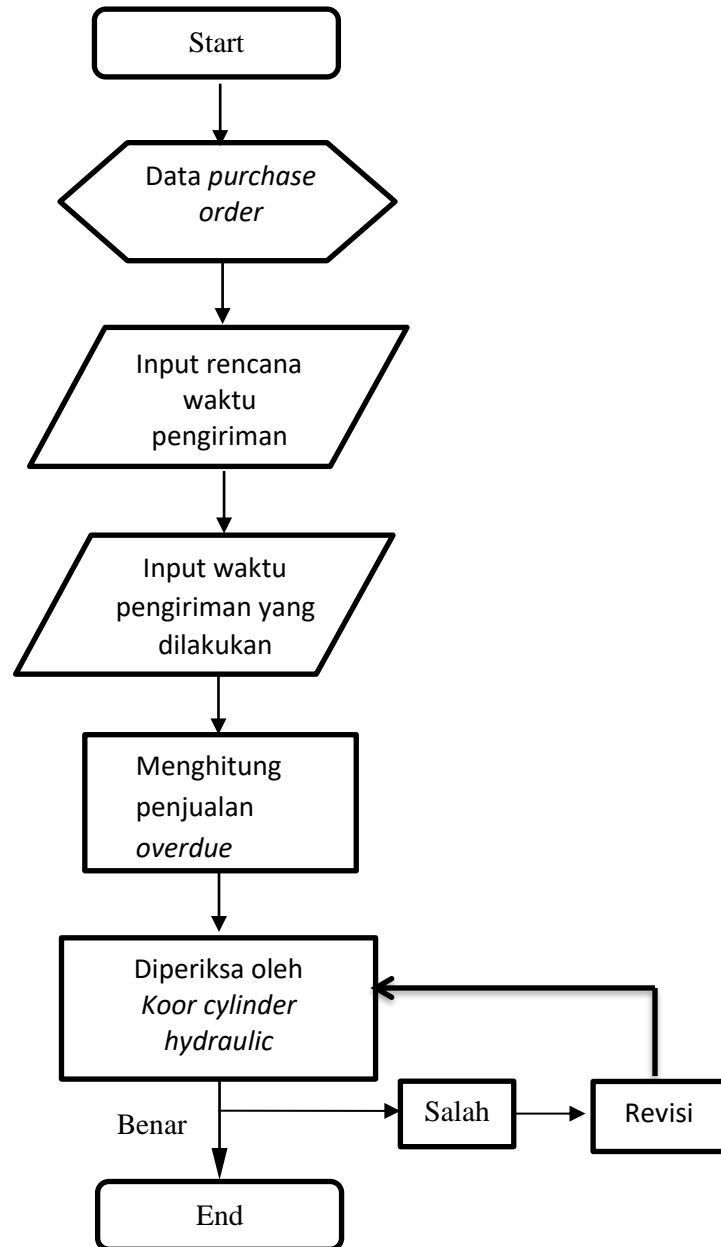 Start
Data purchase
order
Input rencana
waktu
pengiriman
Input waktu
pengiriman yang
dilakukan
Menghitung
penjualan
overdue
Diperiksa oleh
Koor cylinder
hydraulic
Benar
Salah
Revisi
End